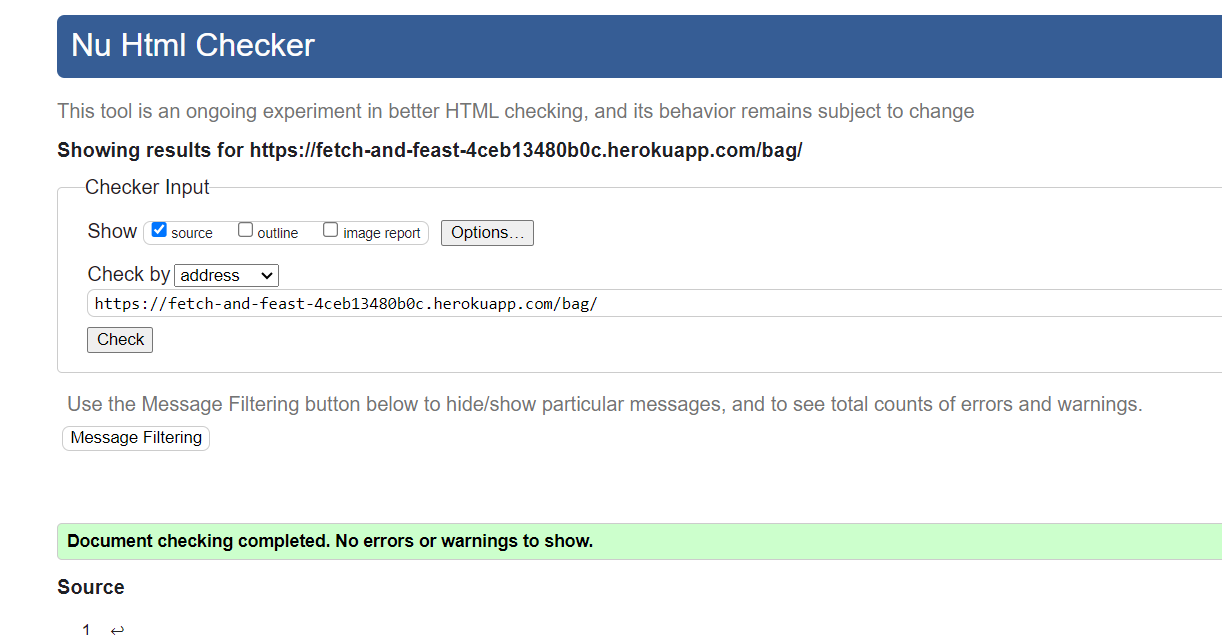 Nu Html Checker
This tool is an ongoing experiment in better HTML checking, and its behavior remains subject to change
Showing results for https://fetch-and-feast-4ceb13480b0c.herokuapp.com/bag/
Checker Input
Show source outline image report Options...
Check by address
https://fetch-and-feast-4ceb13480b0c.herokuapp.com/bag/
Check
Use the Message Filtering button below to hide/show particular messages, and to see total counts of errors and warnings.
Message Filtering
Document checking completed. No errors or warnings to show.
Source
1. ↩